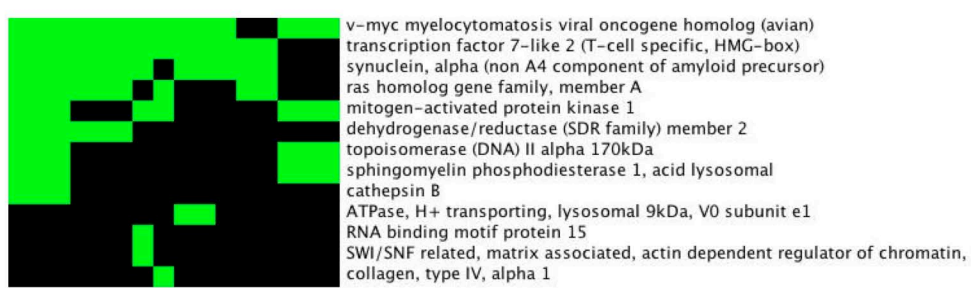 v-myc myelocytomatosis viral oncogene homolog (avian)
transcription factor 7-like 2 (T-cell specific, HMG-box)
synuclein, alpha (non A4 component of amyloid precursor)
ras homolog gene family, member A
mitogen-activated protein kinase 1
dehydrogenase/reductase (SDR family) member 2
topoisomerase (DNA) II alpha 170kDa
sphingomyelin phosphodiesterase 1, acid lysosomal
cathepsin B
ATPase, H+ transporting, lysosomal 9kDa, V0 subunit e1
RNA binding motif protein 15
SWI/SNF related, matrix associated, actin dependent regulator of chromatin,
collagen, type IV, alpha 1